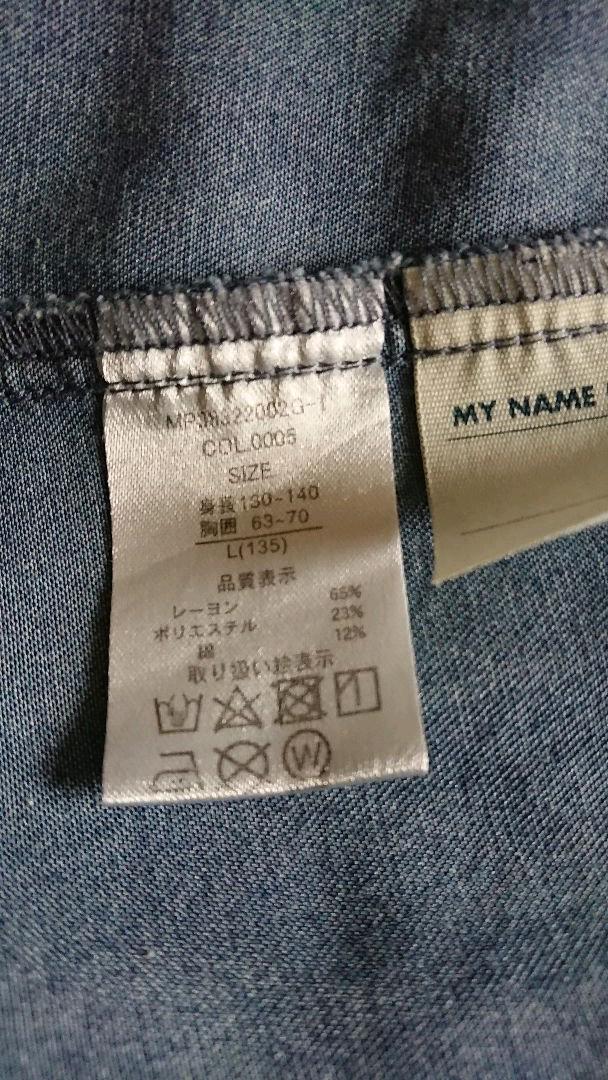 COL.0005
SIZE
身長130~140
胸囲 63~70
L(135)
品質表示
レーヨン 65%
ポリエステル 23%
綿 12%
取り扱い絵表示
W
MY NAME